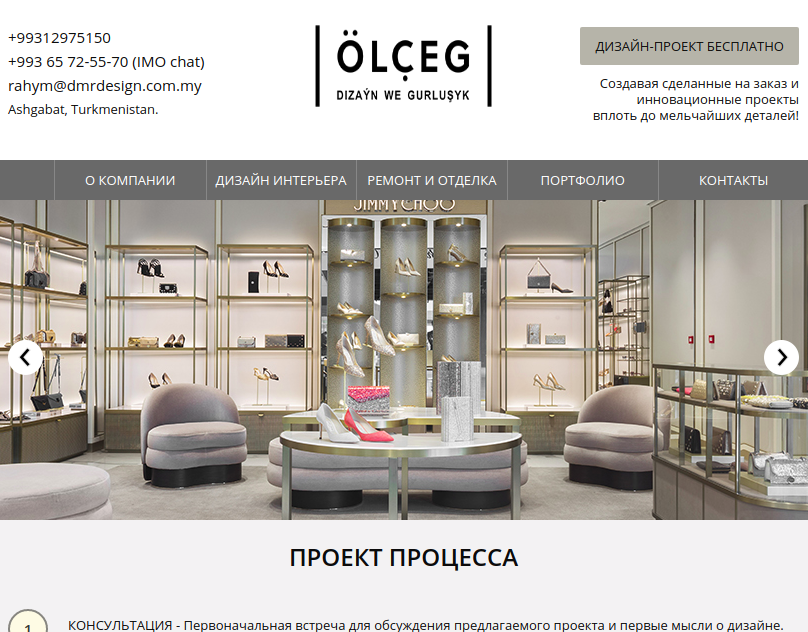 +99312975150
+993 65 72-55-70 (IMO chat)
rahym@dmrdesign.com.my
Ashgabat, Turkmenistan.
ÖLÇEG
DIZAÝN WE GURLUŞYK
ДИЗАЙН-ПРОЕКТ БЕСПЛАТНО
Создавая сделанные на заказ и
инновационные проекты
вплоть до мельчайших деталей!
О КОМПАНИИ
ДИЗАЙН ИНТЕРЬЕРА
РЕМОНТ И ОТДЕЛКА
ПОРТФОЛИО
КОНТАКТЫ
JIMMY CHOO
ПРОЕКТ ПРОЦЕССА
1
КОНСУЛЬТАЦИЯ - Первоначальная встреча для обсуждения предлагаемого проекта и первые мысли о дизайне.